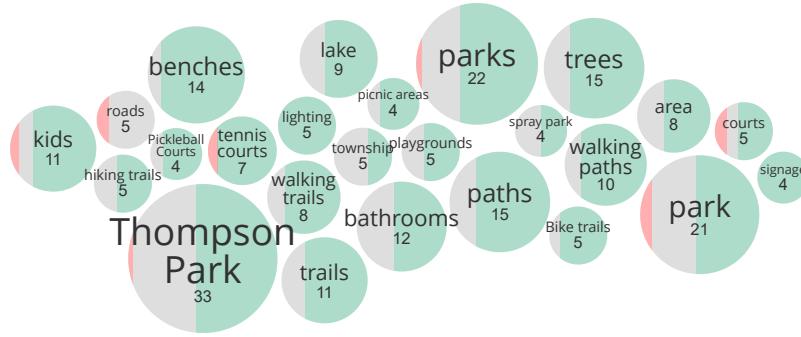 benches
14
lake
9
parks
22
trees
15
picnic areas
4
roads
5
kids
11
Pickleball
Courts
4
tennis
courts
7
lighting
5
township
5
playgrounds
5
spray park
4
area
8
courts
5
hiking trails
5
walking
trails
8
walking
paths
10
signage
4
Thompson
Park
33
bathrooms
12
paths
15
park
21
Bike trails
5
trails
11